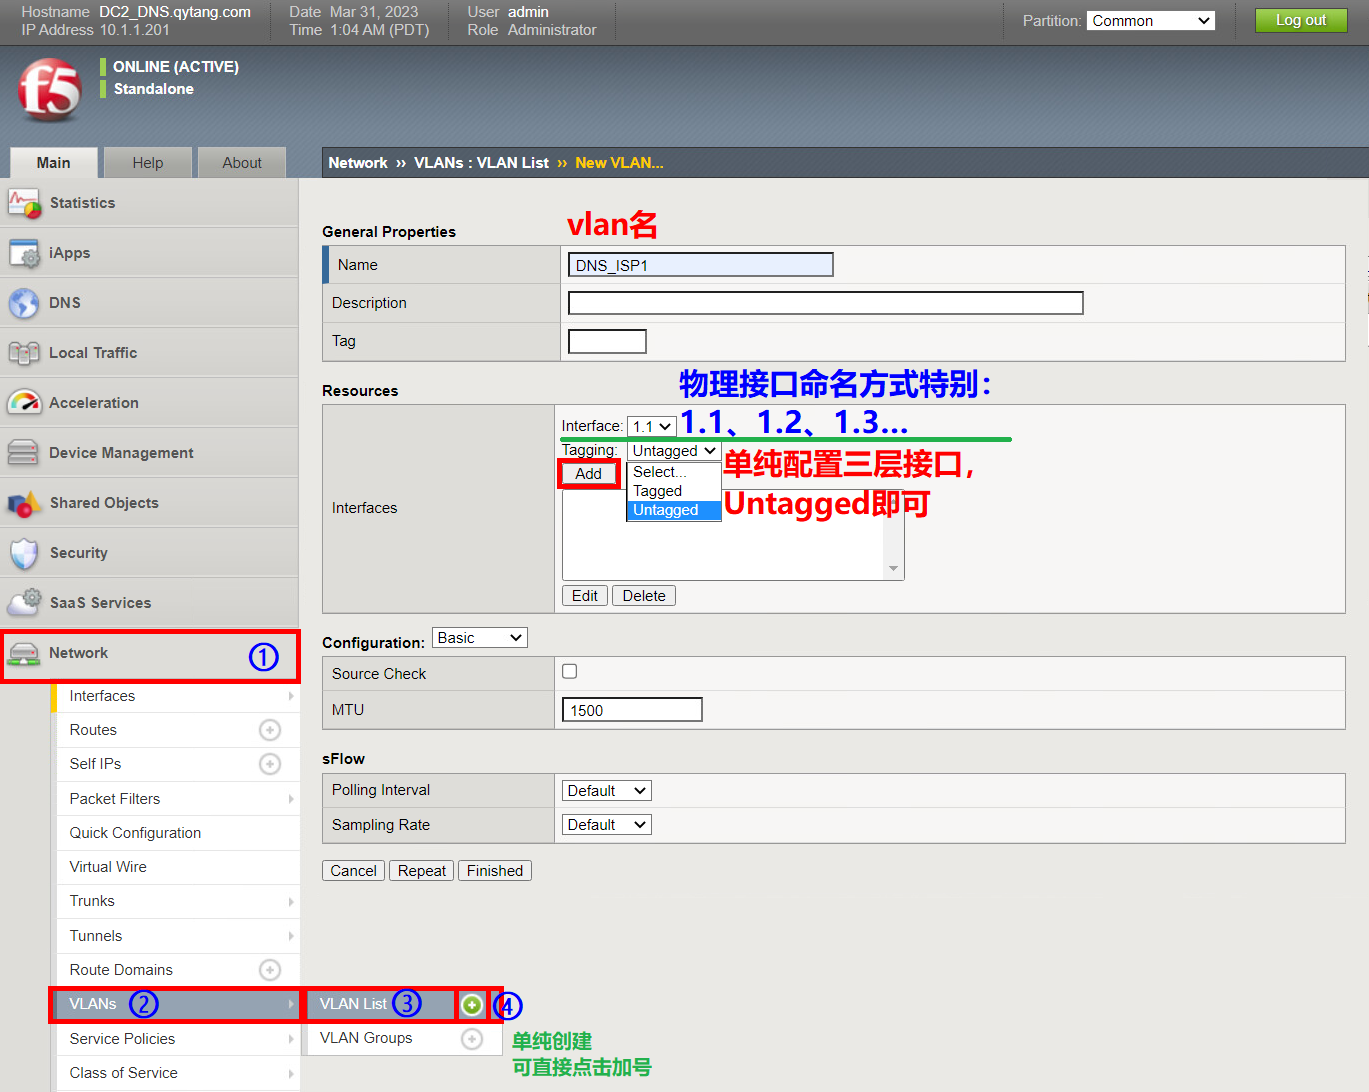 Hostname DC2_DNS.qytang.com Date Mar 31, 2023 User admin
IP Address 10.1.1.201 Time 1:04 AM (PDT) Role Administrator
Partition: Common Log out
f5
ONLINE (ACTIVE)
Standalone
Main Help About
Network ›› VLANs : VLAN List ›› New VLAN...
Statistics
iApps
DNS
Local Traffic
Acceleration
Device Management
Shared Objects
Security
SaaS Services
Network ①
Interfaces
Routes
Self IPs
Packet Filters
Quick Configuration
Virtual Wire
Trunks
Tunnels
Route Domains
VLANs ②
VLAN List ③ ④
VLAN Groups
单纯创建
可直接点击加号
Service Policies
Class of Service
General Properties
vlan名
Name DNS_ISP1
Description
Tag
Resources
物理接口命名方式特别：
1.1、1.2、1.3...
Interfaces
Interface: 1.1
Tagging: Untagged
Add
Select...
Tagged
Untagged
单纯配置三层接口，
Untagged即可
Edit Delete
Configuration: Basic
Source Check
MTU 1500
sFlow
Polling Interval Default
Sampling Rate Default
Cancel Repeat Finished